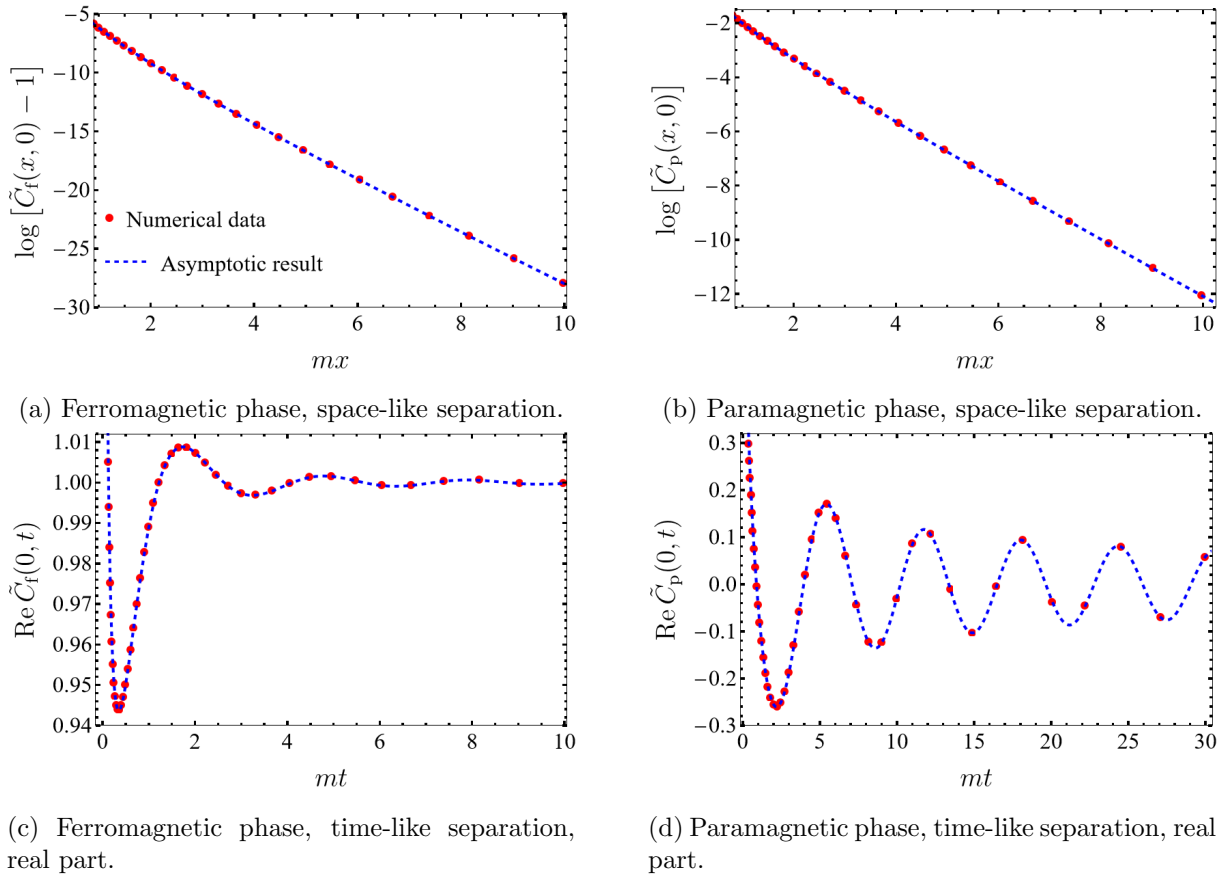 log [C̃_f(x, 0) − 1]
−5
−10
−15
−20
−25
−30
Numerical data
Asymptotic result
2 4 6 8 10
mx
(a) Ferromagnetic phase, space-like separation.
log [C̃_p(x, 0)]
−2
−4
−6
−8
−10
−12
2 4 6 8 10
mx
(b) Paramagnetic phase, space-like separation.
Re C̃_f(0, t)
1.01
1.00
0.99
0.98
0.97
0.96
0.95
0.94
0 2 4 6 8 10
mt
(c) Ferromagnetic phase, time-like separation,
real part.
Re C̃_p(0, t)
0.3
0.2
0.1
0.0
−0.1
−0.2
−0.3
0 5 10 15 20 25 30
mt
(d) Paramagnetic phase, time-like separation, real
part.